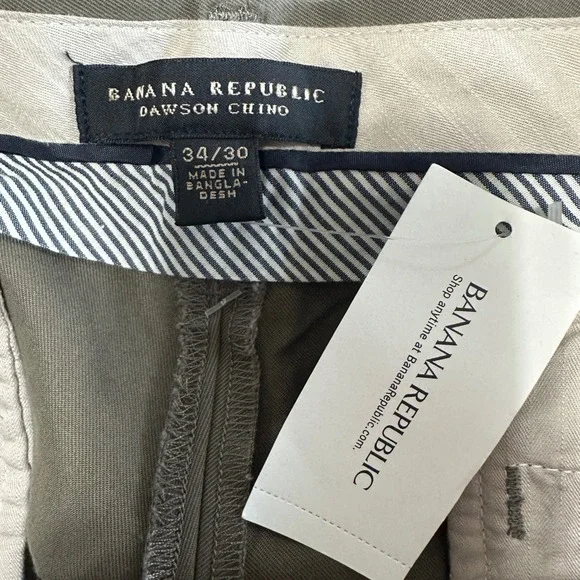 BANANA REPUBLIC
DAWSON CHINO
34/30
MADE IN
BANGLA-
DESH
BANANA REPUBLIC
Shop anytime at BananaRepublic.com.